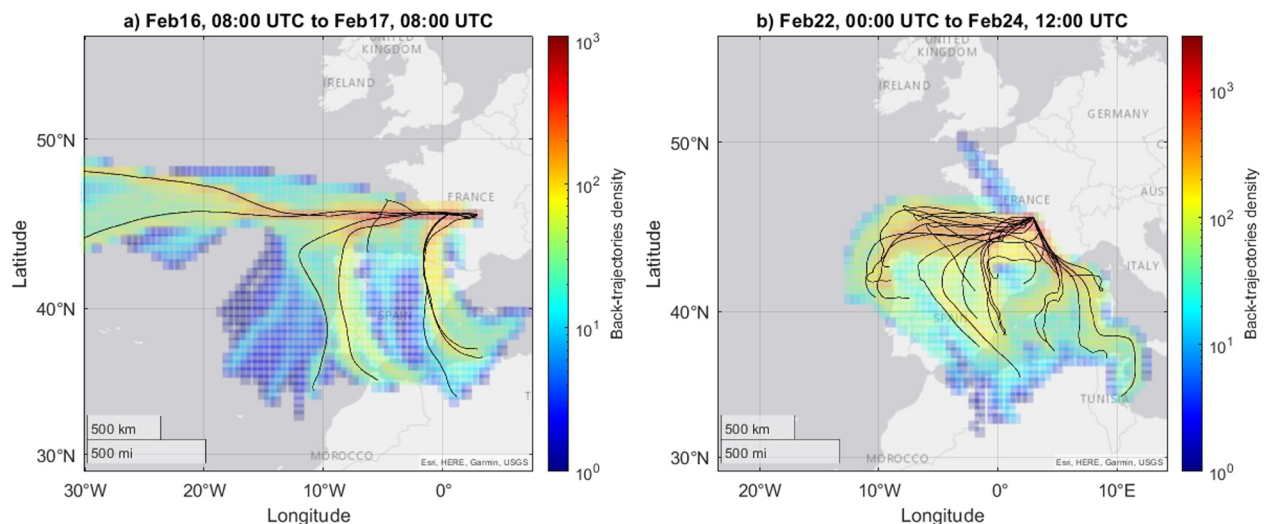 a) Feb16, 08:00 UTC to Feb17, 08:00 UTC
UNITED
KINGDOM
IRELAND
FRANCE
SPAIN
MOROCCO
T
50°N
40°N
30°N
Latitude
30°W
20°W
10°W
0°
Longitude
500 km
500 mi
Esri, HERE, Garmin, USGS
10^3
10^2
10^1
10^0
Back-trajectories density
b) Feb22, 00:00 UTC to Feb24, 12:00 UTC
UNITED
KINGDOM
IRELAND
GERMANY
C
AUST
FRANCE
ITALY
SPAIN
TUNISIA
MOROCCO
50°N
40°N
30°N
Latitude
20°W
10°W
0°
10°E
Longitude
500 km
500 mi
Esri, HERE, Garmin, USGS
10^3
10^2
10^1
10^0
Back-trajectories density